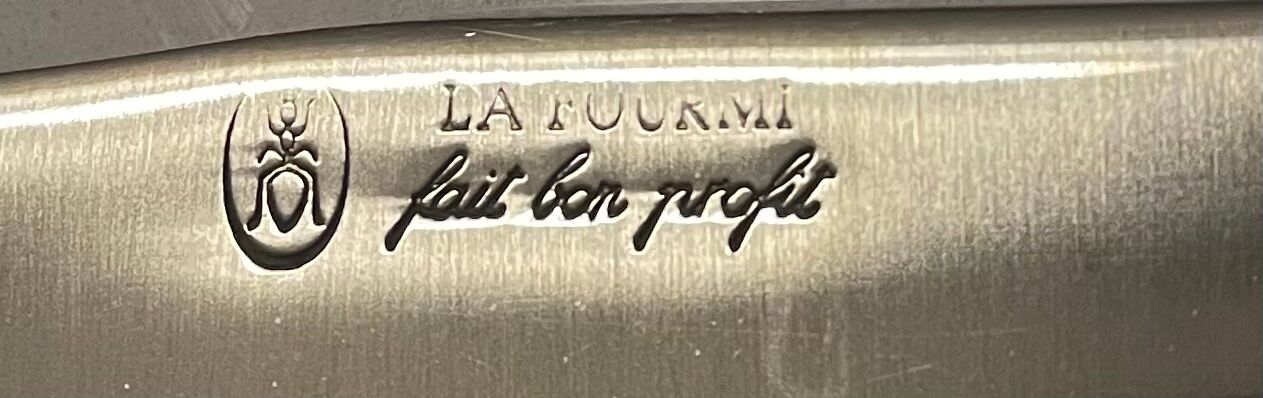 LA FOURMi
fait bon profit